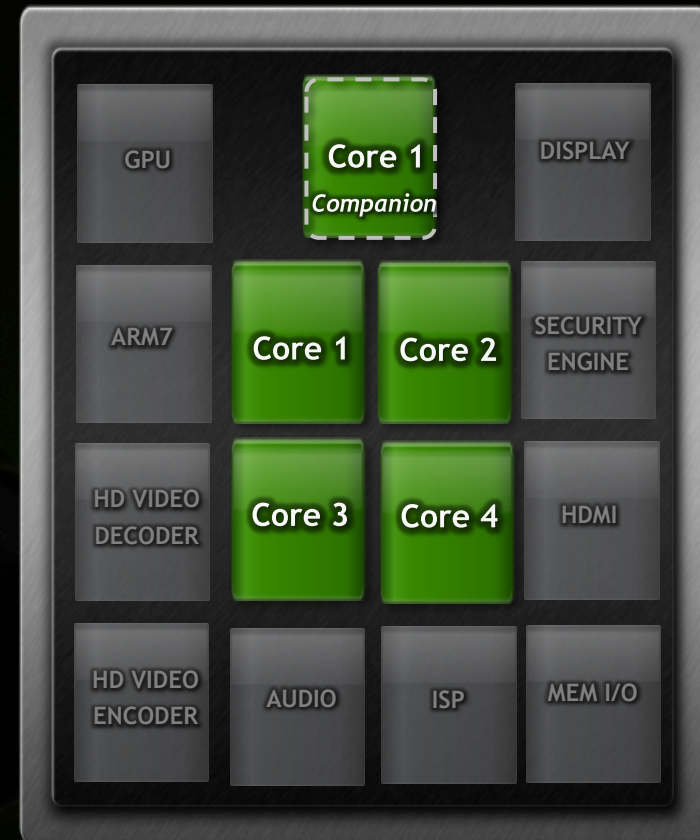 GPU
Core 1
Companion
DISPLAY
ARM7
Core 1
Core 2
SECURITY
ENGINE
HD VIDEO
DECODER
Core 3
Core 4
HDMI
HD VIDEO
ENCODER
AUDIO
ISP
MEM I/O